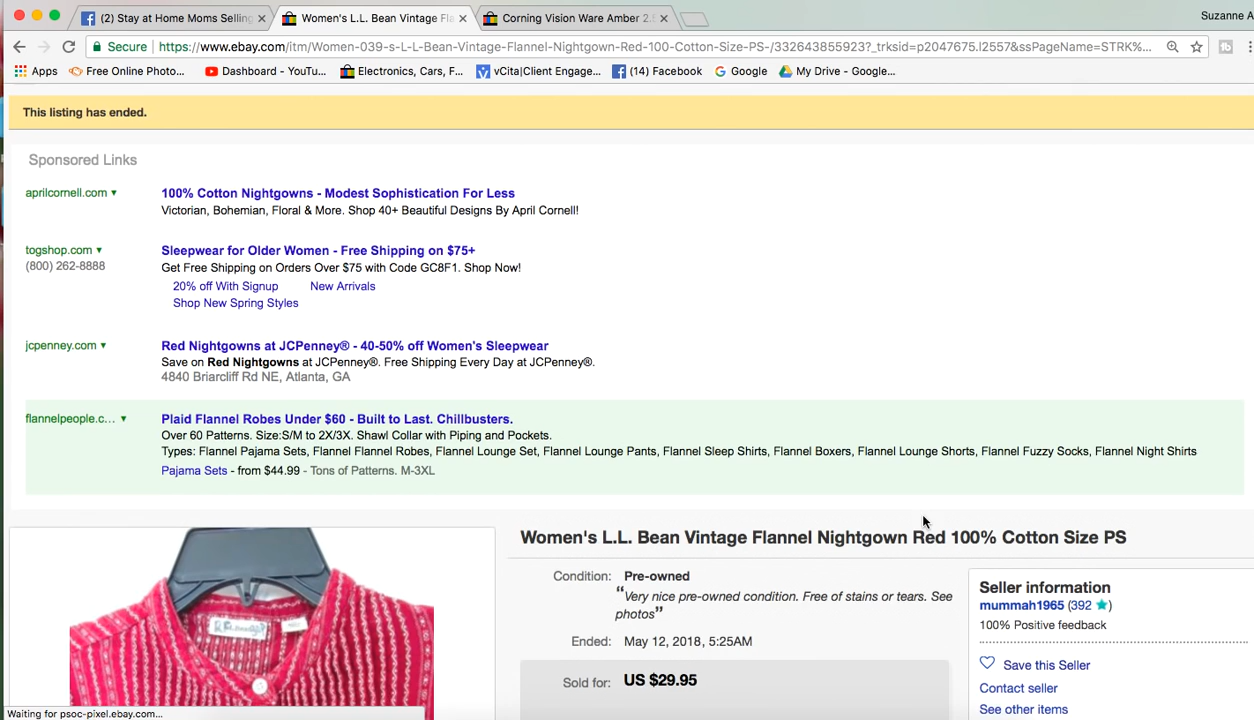 (2) Stay at Home Moms Selling
Women's L.L. Bean Vintage Fla
Corning Vision Ware Amber 2.
Suzanne A
Secure
https://www.ebay.com/itm/Women-039-s-L-L-Bean-Vintage-Flannel-Nightgown-Red-100-Cotton-Size-PS-/332643855923?_trksid=p2047675.l2557&ssPageName=STRK%...
Apps
Free Online Photo...
Dashboard - YouTu...
Electronics, Cars, F...
vCita|Client Engage...
(14) Facebook
Google
My Drive - Google...
This listing has ended.
Sponsored Links
aprilcornell.com
100% Cotton Nightgowns - Modest Sophistication For Less
Victorian, Bohemian, Floral & More. Shop 40+ Beautiful Designs By April Cornell!
togshop.com
(800) 262-8888
Sleepwear for Older Women - Free Shipping on $75+
Get Free Shipping on Orders Over $75 with Code GC8F1. Shop Now!
20% off With Signup
New Arrivals
Shop New Spring Styles
jcpenney.com
Red Nightgowns at JCPenney® - 40-50% off Women's Sleepwear
Save on Red Nightgowns at JCPenney®. Free Shipping Every Day at JCPenney®.
4840 Briarcliff Rd NE, Atlanta, GA
flannelpeople.c...
Plaid Flannel Robes Under $60 - Built to Last. Chillbusters.
Over 60 Patterns. Size:S/M to 2X/3X. Shawl Collar with Piping and Pockets.
Types: Flannel Pajama Sets, Flannel Flannel Robes, Flannel Lounge Set, Flannel Lounge Pants, Flannel Sleep Shirts, Flannel Boxers, Flannel Lounge Shorts, Flannel Fuzzy Socks, Flannel Night Shirts
Pajama Sets - from $44.99 - Tons of Patterns. M-3XL
Women's L.L. Bean Vintage Flannel Nightgown Red 100% Cotton Size PS
Condition: Pre-owned
“Very nice pre-owned condition. Free of stains or tears. See
photos”
Ended: May 12, 2018, 5:25AM
Sold for: US $29.95
Seller information
mummah1965 (392 ★)
100% Positive feedback
Save this Seller
Contact seller
See other items
Waiting for psoc-pixel.ebay.com...